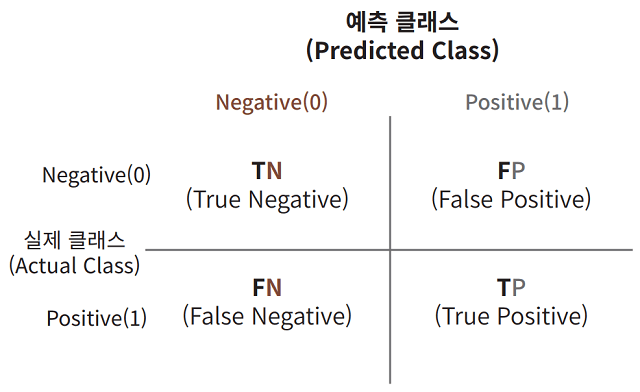 예측 클래스
(Predicted Class)
Negative(0) Positive(1)
Negative(0) TN FP
(True Negative) (False Positive)
실제 클래스
(Actual Class)
Positive(1) FN TP
(False Negative) (True Positive)